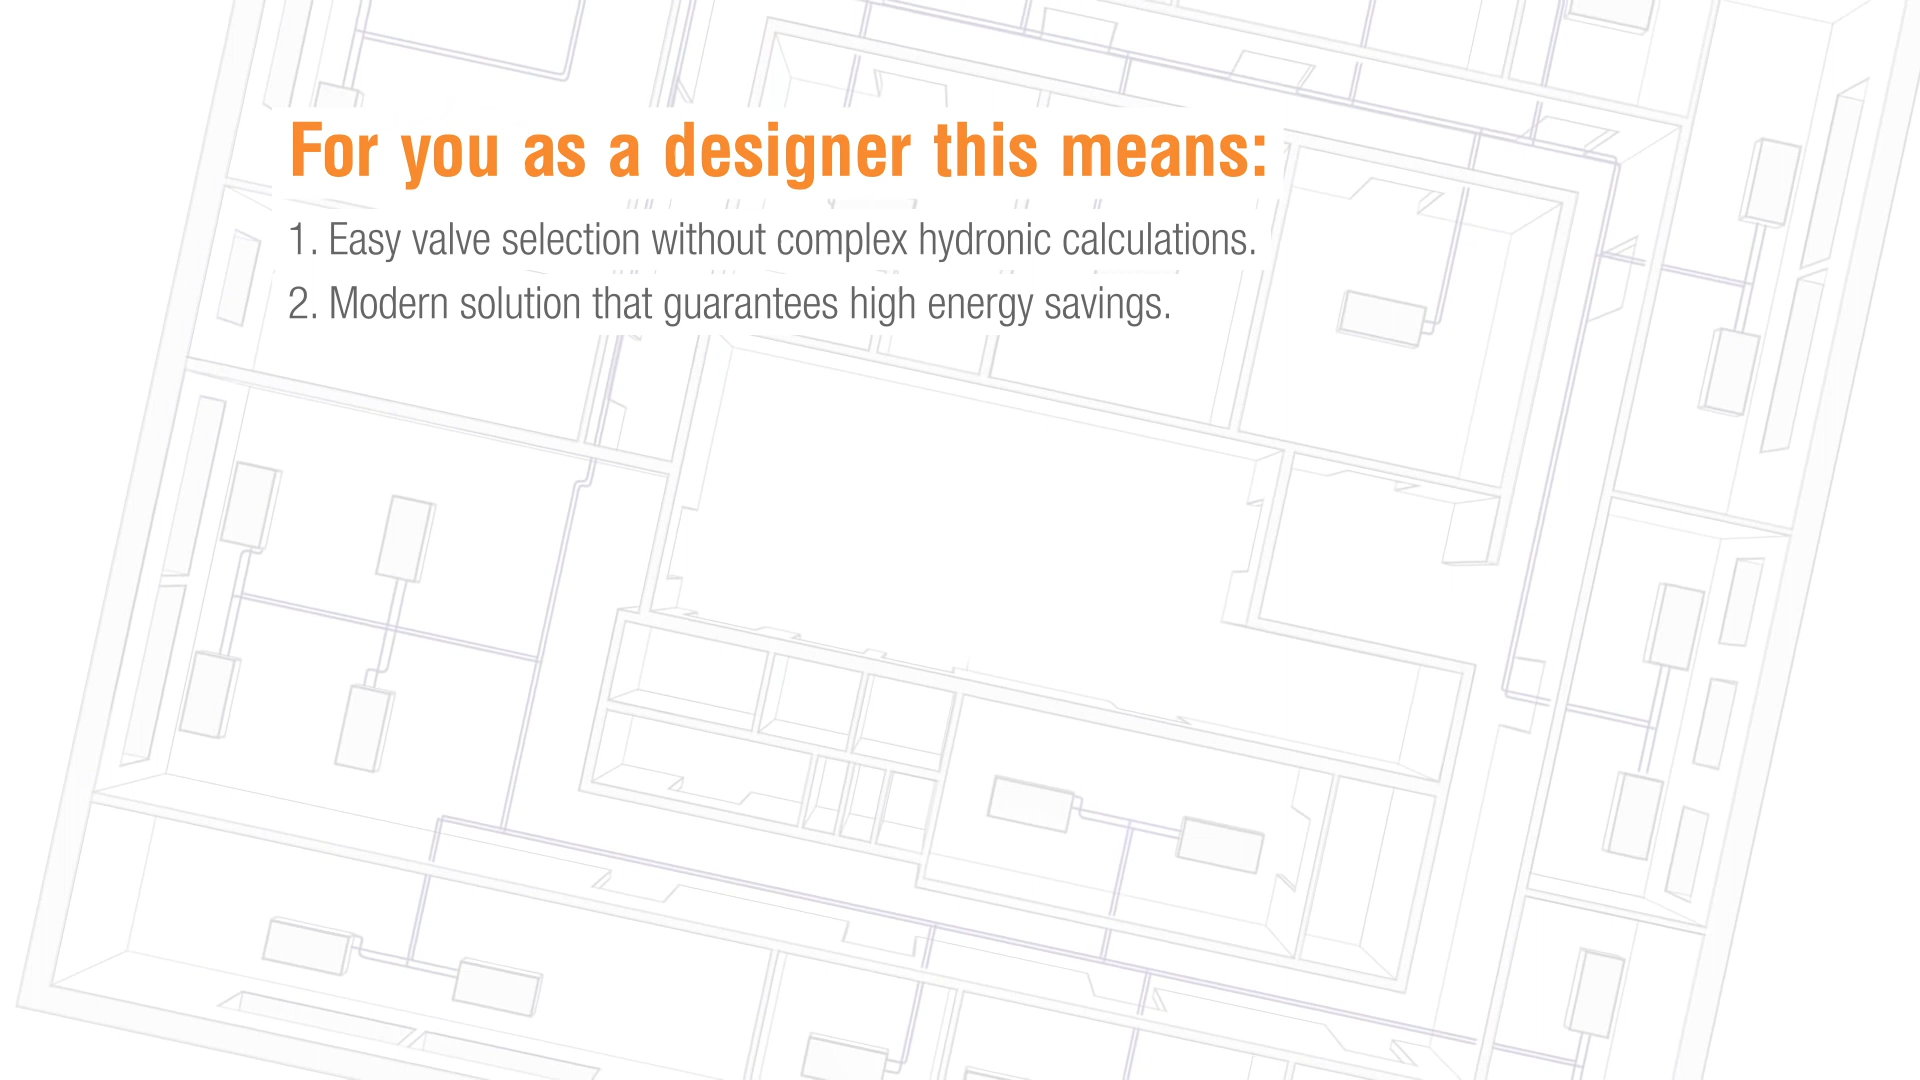 For you as a designer this means:
1. Easy valve selection without complex hydronic calculations.
2. Modern solution that guarantees high energy savings.